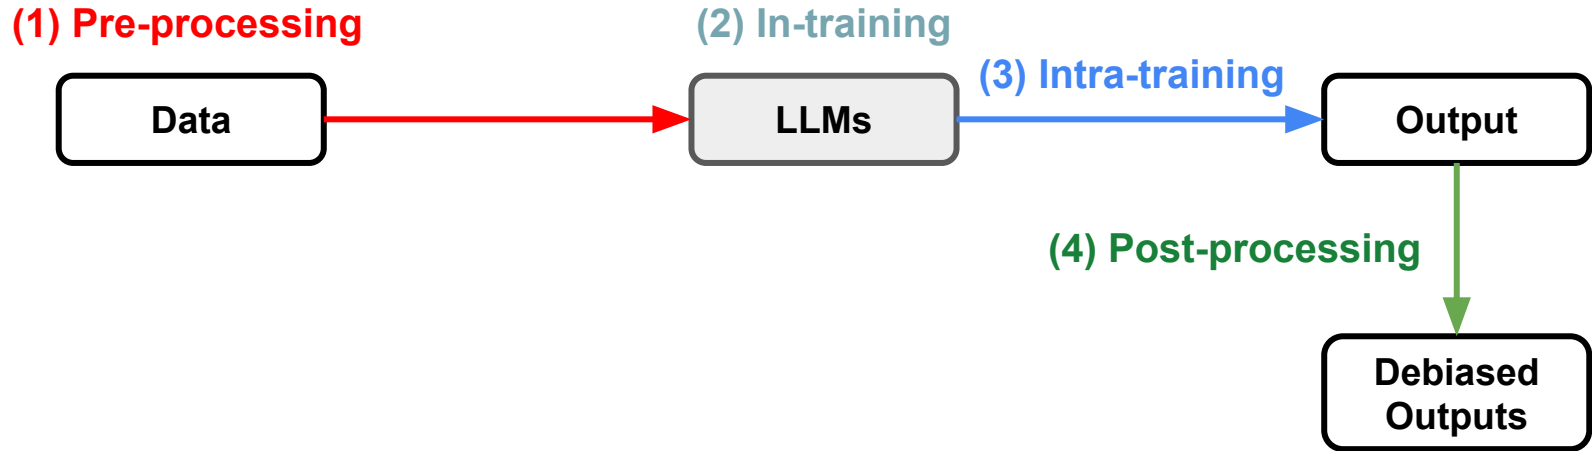 (1) Pre-processing
(2) In-training
(3) Intra-training
Data
LLMs
Output
(4) Post-processing
Debiased
Outputs